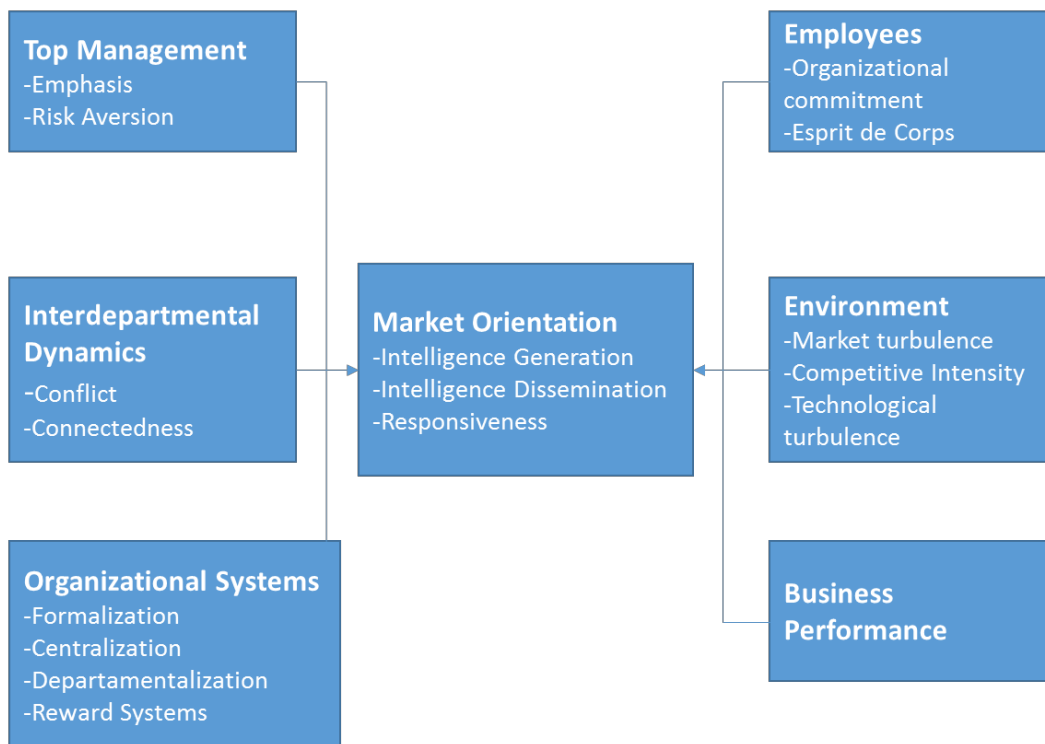 Top Management
-Emphasis
-Risk Aversion
Interdepartmental
Dynamics
-Conflict
-Connectedness
Organizational Systems
-Formalization
-Centralization
-Departamentalization
-Reward Systems
Market Orientation
-Intelligence Generation
-Intelligence Dissemination
-Responsiveness
Employees
-Organizational
commitment
-Esprit de Corps
Environment
-Market turbulence
-Competitive Intensity
-Technological
turbulence
Business
Performance